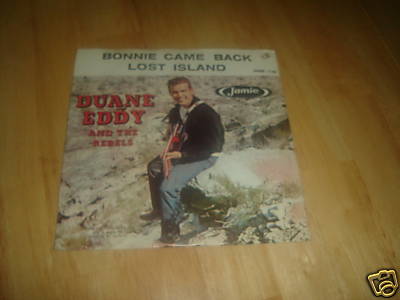 BONNIE CAME BACK
LOST ISLAND
Jamie
DUANE
EDDY
AND THE
REBELS